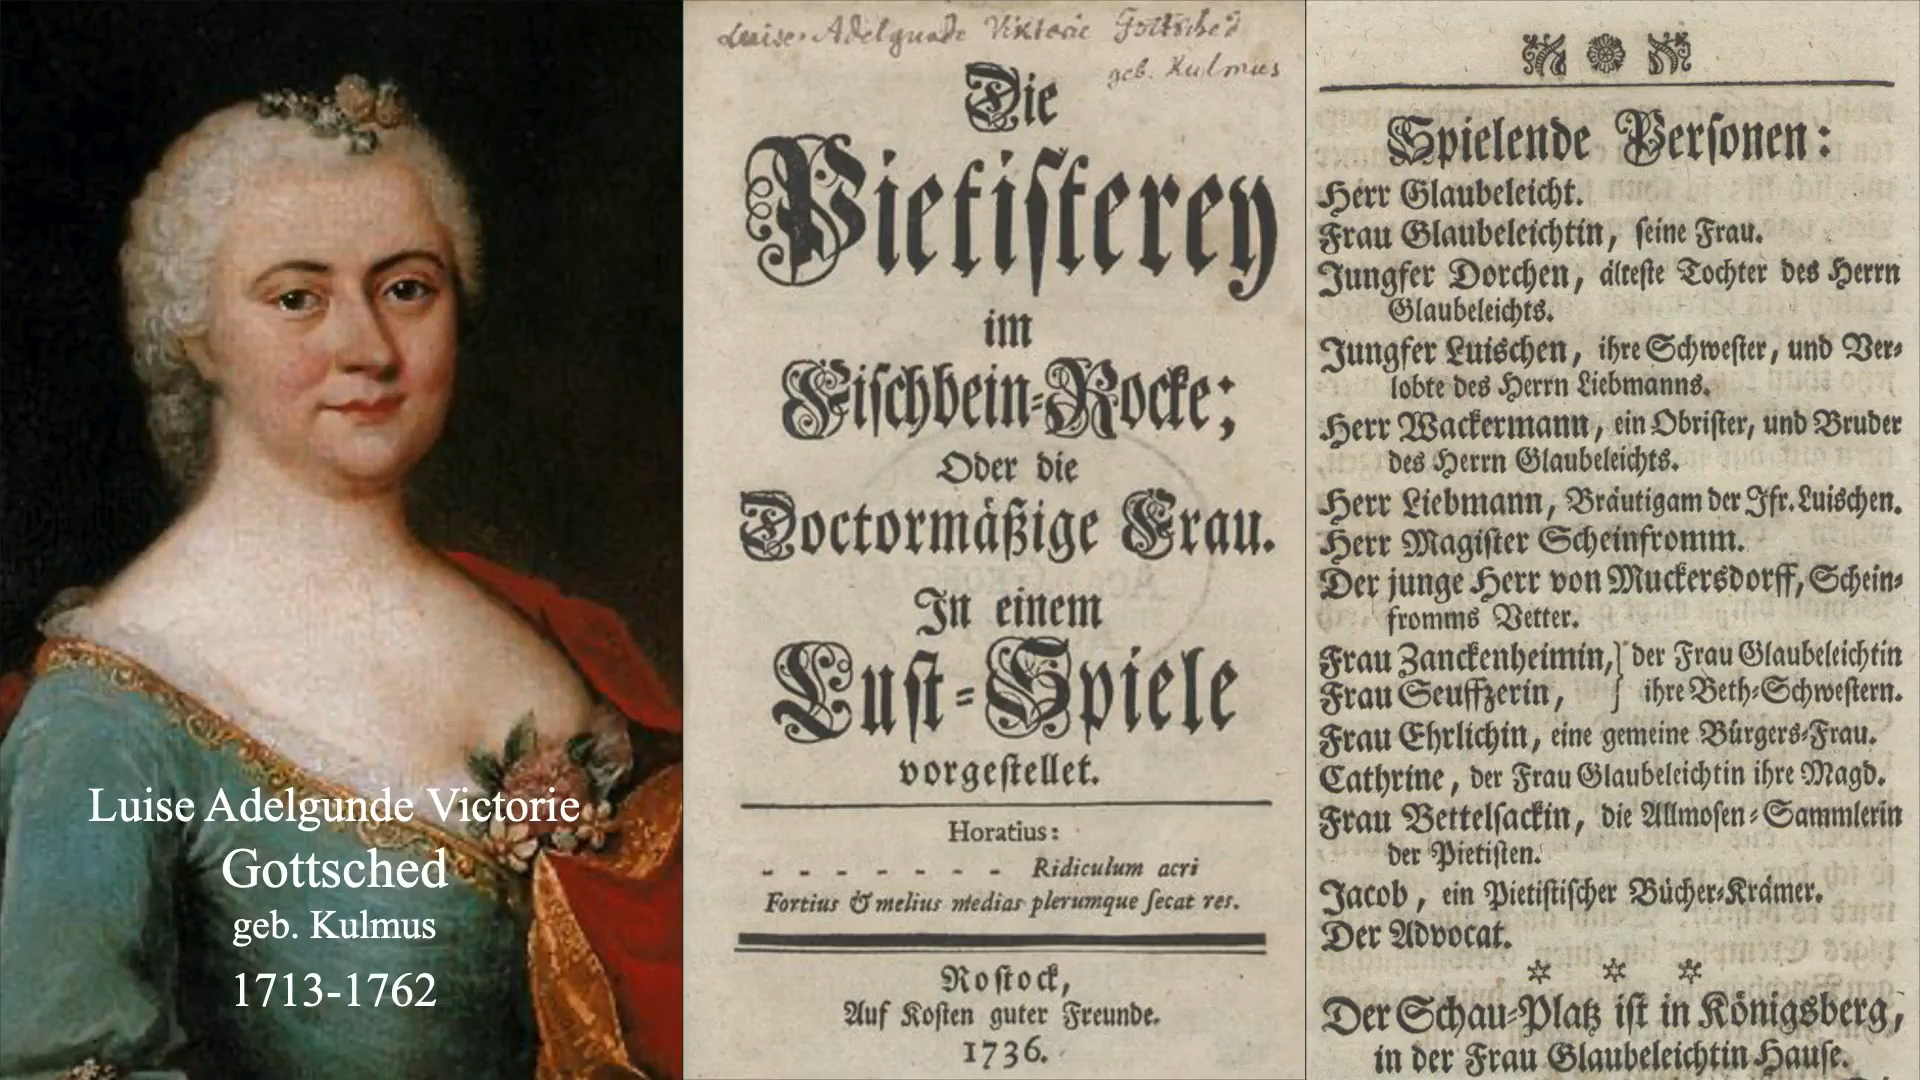 Luise Adelgunde Victorie
Gottsched
geb. Kulmus
1713-1762
Luise Adelgunde Viktorie Gottsched
geb. Kulmus
Die
Pietisterey
im
Fischbein-Rocke;
Oder die
Doctormäßige Frau.
In einem
Lust-Spiele
vorgestellet.
Horatius:
- - - - - - - Ridiculum acri
Fortius & melius medias plerumque ſecat res.
Rostock,
Auf Kosten guter Freunde.
1736.
Spielende Personen:
Herr Glaubeleicht.
Frau Glaubeleichtin, seine Frau.
Jungfer Dorchen, älteste Tochter des Herrn
Glaubeleichts.
Jungfer Luischen, ihre Schwester, und Ver-
lobte des Herrn Liebmanns.
Herr Wackermann, ein Obrister, und Bruder
des Herrn Glaubeleichts.
Herr Liebmann, Bräutigam der Jfr. Luischen.
Herr Magister Scheinfromm.
Der junge Herr von Muckersdorff, Schein-
fromms Vetter.
Frau Zanckenheimin, } der Frau Glaubeleichtin
Frau Seuffzerin, } ihre Beth-Schwestern.
Frau Ehrlichin, eine gemeine Bürgers-Frau.
Cathrine, der Frau Glaubeleichtin ihre Magd.
Frau Bettelsackin, die Allmosen-Sammlerin
der Pietisten.
Jacob, ein Pietistischer Bücher-Krämer.
Der Advocat.
* * *
Der Schau-Platz ist in Königsberg,
in der Frau Glaubeleichtin Hause.